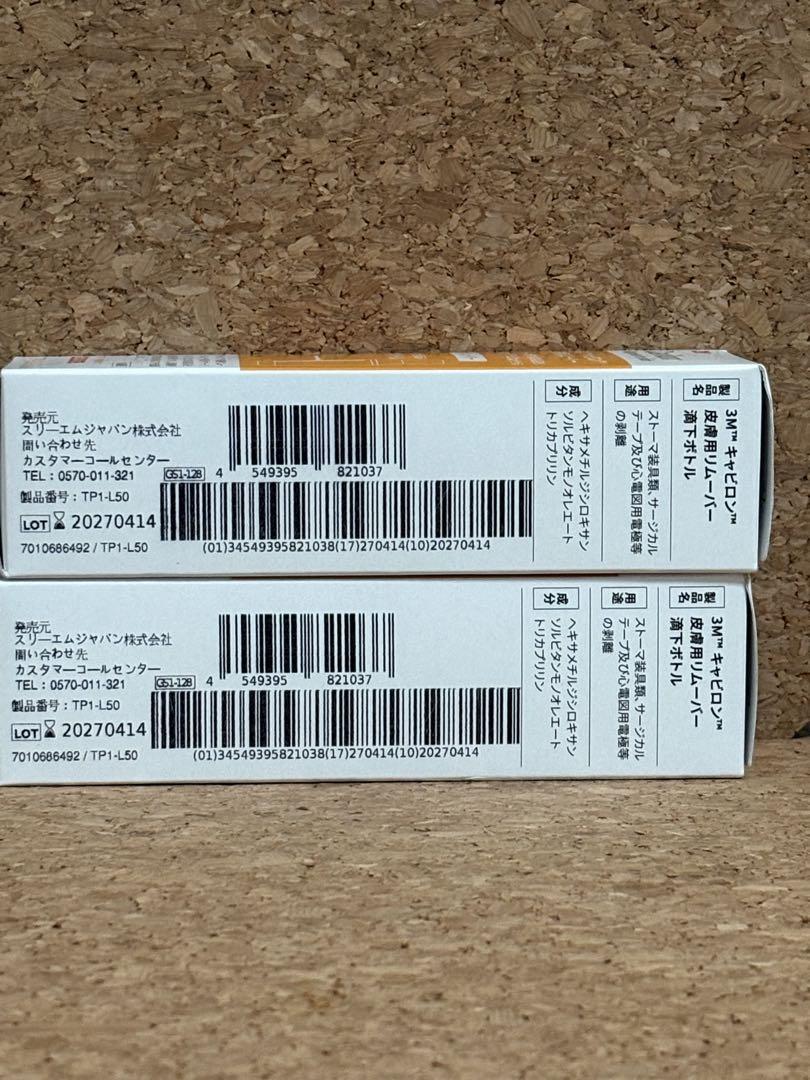 発売元
スリーエムジャパン株式会社
問い合わせ先
カスタマーコールセンター
TEL：0570-011-321
製品番号：TP1-L50
LOT 20270414
7010686492 / TP1-L50
4 549395 821037
GS1-128
(01)34549395821038(17)270414(10)20270414
製品名
3M™ キャビロン™
皮膚用リムーバー
滴下ボトル
用途
ストーマ装具類、サージカル
テープ及び心電図用電極等
の剥離
成分
ヘキサメチルジシロキサン
ソルビタンモノオレエート
トリカプリリン
発売元
スリーエムジャパン株式会社
問い合わせ先
カスタマーコールセンター
TEL：0570-011-321
製品番号：TP1-L50
LOT 20270414
7010686492 / TP1-L50
4 549395 821037
GS1-128
(01)34549395821038(17)270414(10)20270414
製品名
3M™ キャビロン™
皮膚用リムーバー
滴下ボトル
用途
ストーマ装具類、サージカル
テープ及び心電図用電極等
の剥離
成分
ヘキサメチルジシロキサン
ソルビタンモノオレエート
トリカプリリン